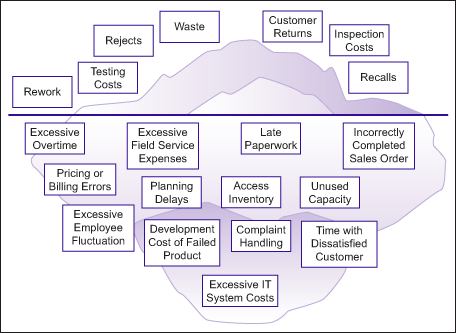 Waste
Customer
Returns
Rejects
Inspection
Costs
Testing
Costs
Recalls
Rework
Excessive
Overtime
Excessive
Field Service
Expenses
Late
Paperwork
Incorrectly
Completed
Sales Order
Pricing or
Billing Errors
Planning
Delays
Access
Inventory
Unused
Capacity
Excessive
Employee
Fluctuation
Development
Cost of Failed
Product
Complaint
Handling
Time with
Dissatisfied
Customer
Excessive IT
System Costs